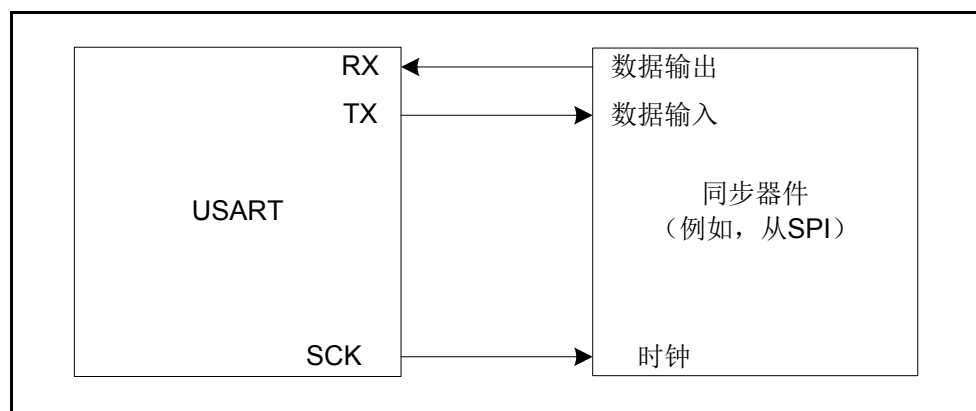 RX
TX
USART
SCK
数据输出
数据输入
同步器件
（例如，从SPI）
时钟